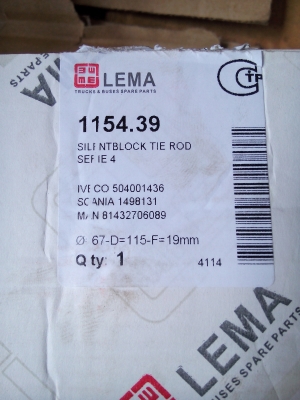 LEMA
TRUCKS & BUSES SPARE PARTS
1154.39
SILENTBLOCK TIE ROD
SERIE 4
IVECO 504001436
SCANIA 1498131
MAN 81432706089
Ø 67-D=115-F=19mm
Q ty: 1
4114
LEMA
BUSES SPARE PARTS